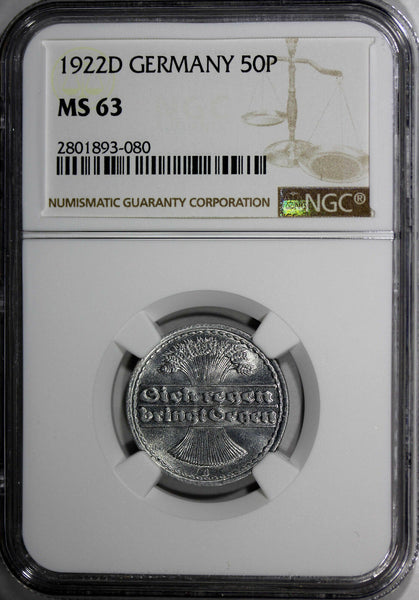 1922D GERMANY 50P
MS 63
2801893-080
NUMISMATIC GUARANTY CORPORATION
NGC®
Sich regen
bringt Segen
D